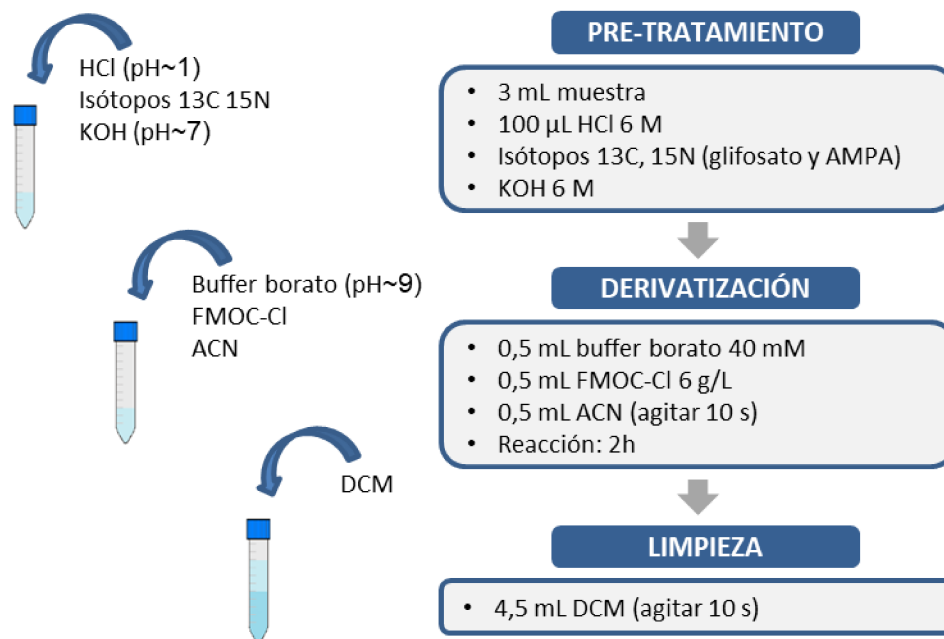 HCl (pH~1)
Isótopos 13C 15N
KOH (pH~7)
PRE-TRATAMIENTO
• 3 mL muestra
• 100 µL HCl 6 M
• Isótopos 13C, 15N (glifosato y AMPA)
• KOH 6 M
Buffer borato (pH~9)
FMOC-Cl
ACN
DERIVATIZACIÓN
• 0,5 mL buffer borato 40 mM
• 0,5 mL FMOC-Cl 6 g/L
• 0,5 mL ACN (agitar 10 s)
• Reacción: 2h
DCM
LIMPIEZA
• 4,5 mL DCM (agitar 10 s)